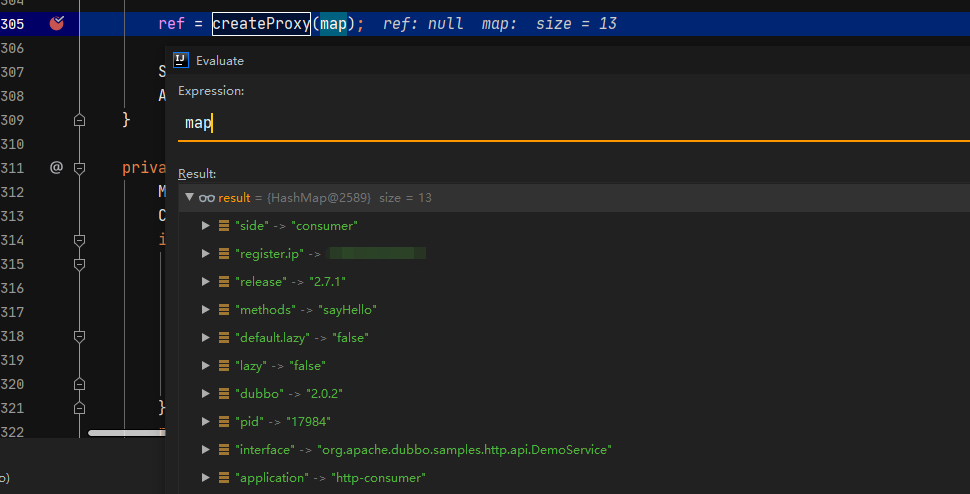 304
305 ref = createProxy(map); ref: null map: size = 13
306
Evaluate
307 S
Expression:
308 A
309 }
map
310
311 @ priva
Result:
312 M
result = {HashMap@2589} size = 13
313 C
"side" -> "consumer"
314 i
"register.ip" ->
315
"release" -> "2.7.1"
316
"methods" -> "sayHello"
317
318
"default.lazy" -> "false"
319
"lazy" -> "false"
320
"dubbo" -> "2.0.2"
321 }
"pid" -> "17984"
322
"interface" -> "org.apache.dubbo.samples.http.api.DemoService"
o)
"application" -> "http-consumer"